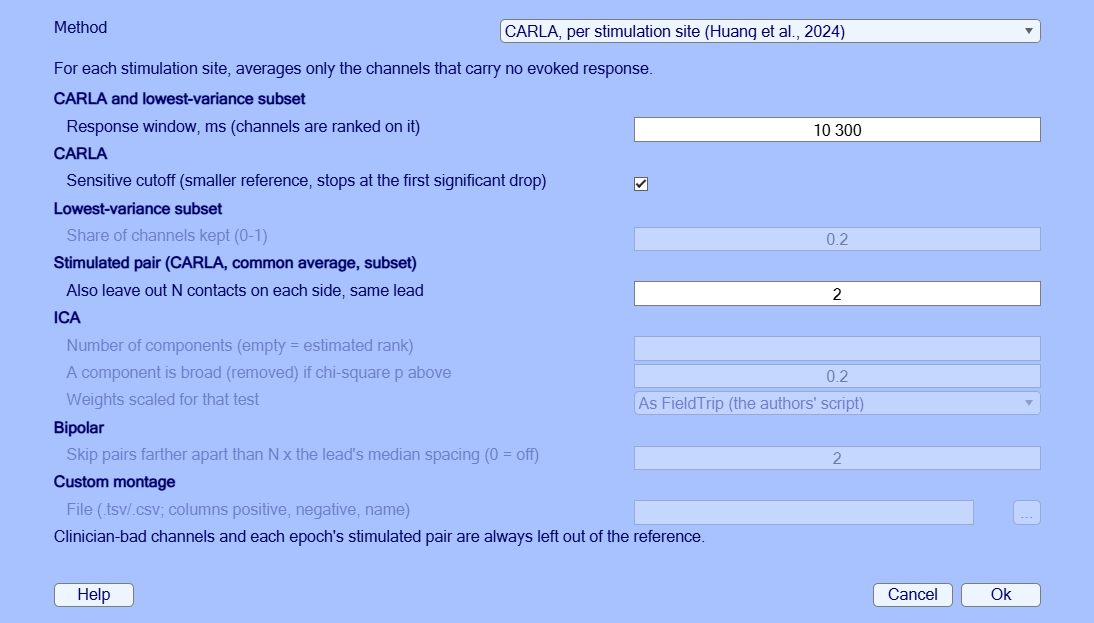 Method
CARLA, per stimulation site (Huang et al., 2024)
For each stimulation site, averages only the channels that carry no evoked response.
CARLA and lowest-variance subset
Response window, ms (channels are ranked on it)
10 300
CARLA
Sensitive cutoff (smaller reference, stops at the first significant drop)
Lowest-variance subset
Share of channels kept (0-1)
0.2
Stimulated pair (CARLA, common average, subset)
Also leave out N contacts on each side, same lead
2
ICA
Number of components (empty = estimated rank)
A component is broad (removed) if chi-square p above
0.2
Weights scaled for that test
As FieldTrip (the authors' script)
Bipolar
Skip pairs farther apart than N x the lead's median spacing (0 = off)
2
Custom montage
File (.tsv/.csv; columns positive, negative, name)
...
Clinician-bad channels and each epoch's stimulated pair are always left out of the reference.
Help
Cancel
Ok